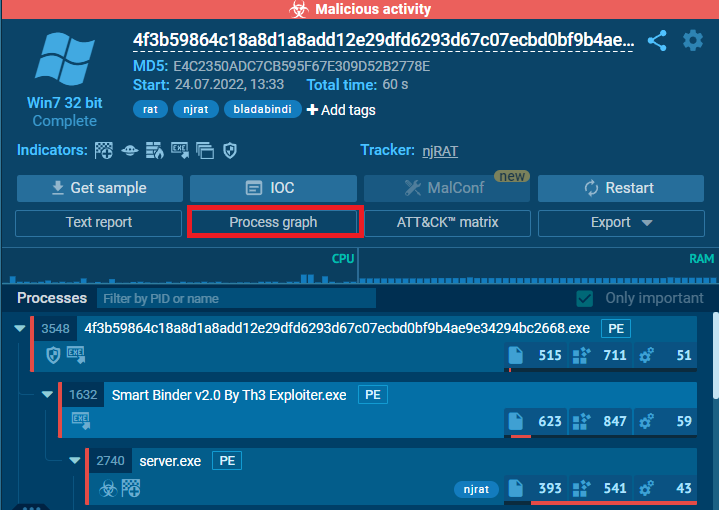 Malicious activity
4f3b59864c18a8d1a8add12e29dfd6293d67c07ecbd0bf9b4ae...
MD5: E4C2350ADC7CB595F67E309D52B2778E
Start: 24.07.2022, 13:33 Total time: 60 s
Win7 32 bit
Complete
rat njrat bladabindi + Add tags
Indicators: EXE
Tracker: njRAT
Get sample IOC MalConf new Restart
Text report Process graph ATT&CK™ matrix Export
CPU RAM
Processes Filter by PID or name Only important
3548 4f3b59864c18a8d1a8add12e29dfd6293d67c07ecbd0bf9b4ae9e34294bc2668.exe PE
EXE 515 711 51
1632 Smart Binder v2.0 By Th3 Exploiter.exe PE
EXE 623 847 59
2740 server.exe PE
njrat 393 541 43